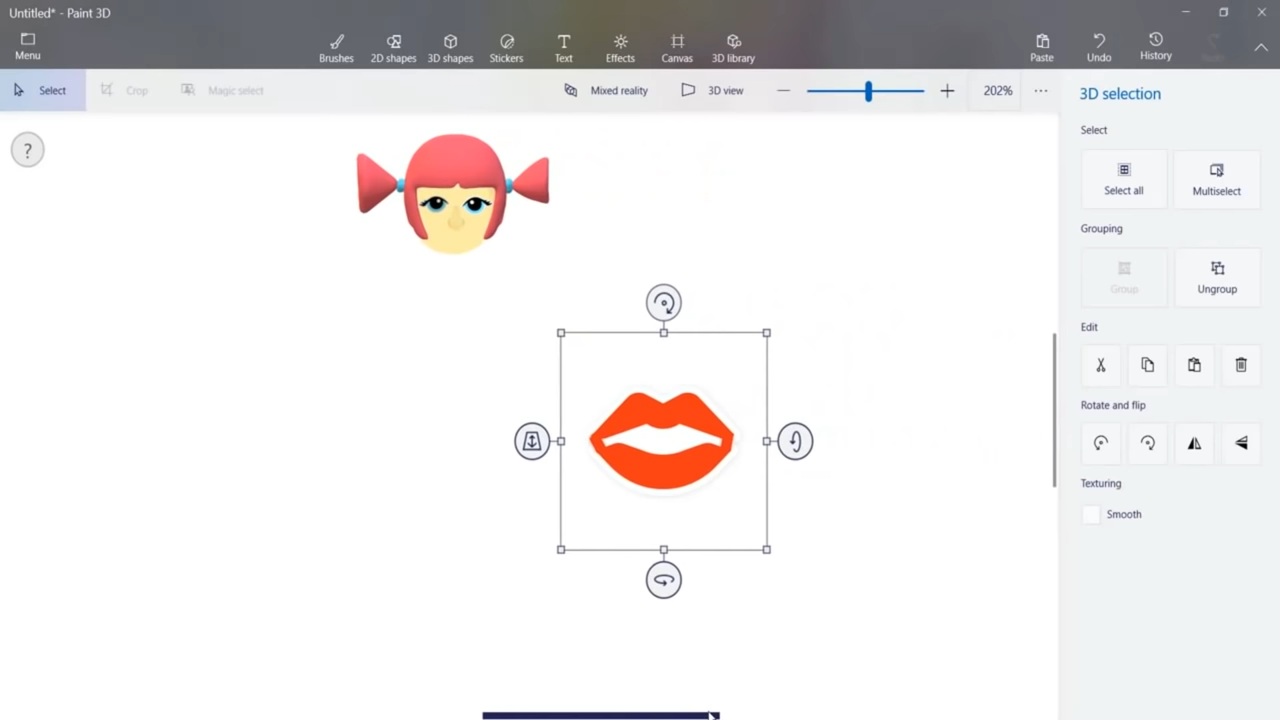 Untitled* - Paint 3D
Menu
Brushes
2D shapes
3D shapes
Stickers
Text
Effects
Canvas
3D library
Paste
Undo
History
Select
Crop
Magic select
Mixed reality
3D view
202%
?
3D selection
Select
Select all
Multiselect
Grouping
Group
Ungroup
Edit
Rotate and flip
Texturing
Smooth